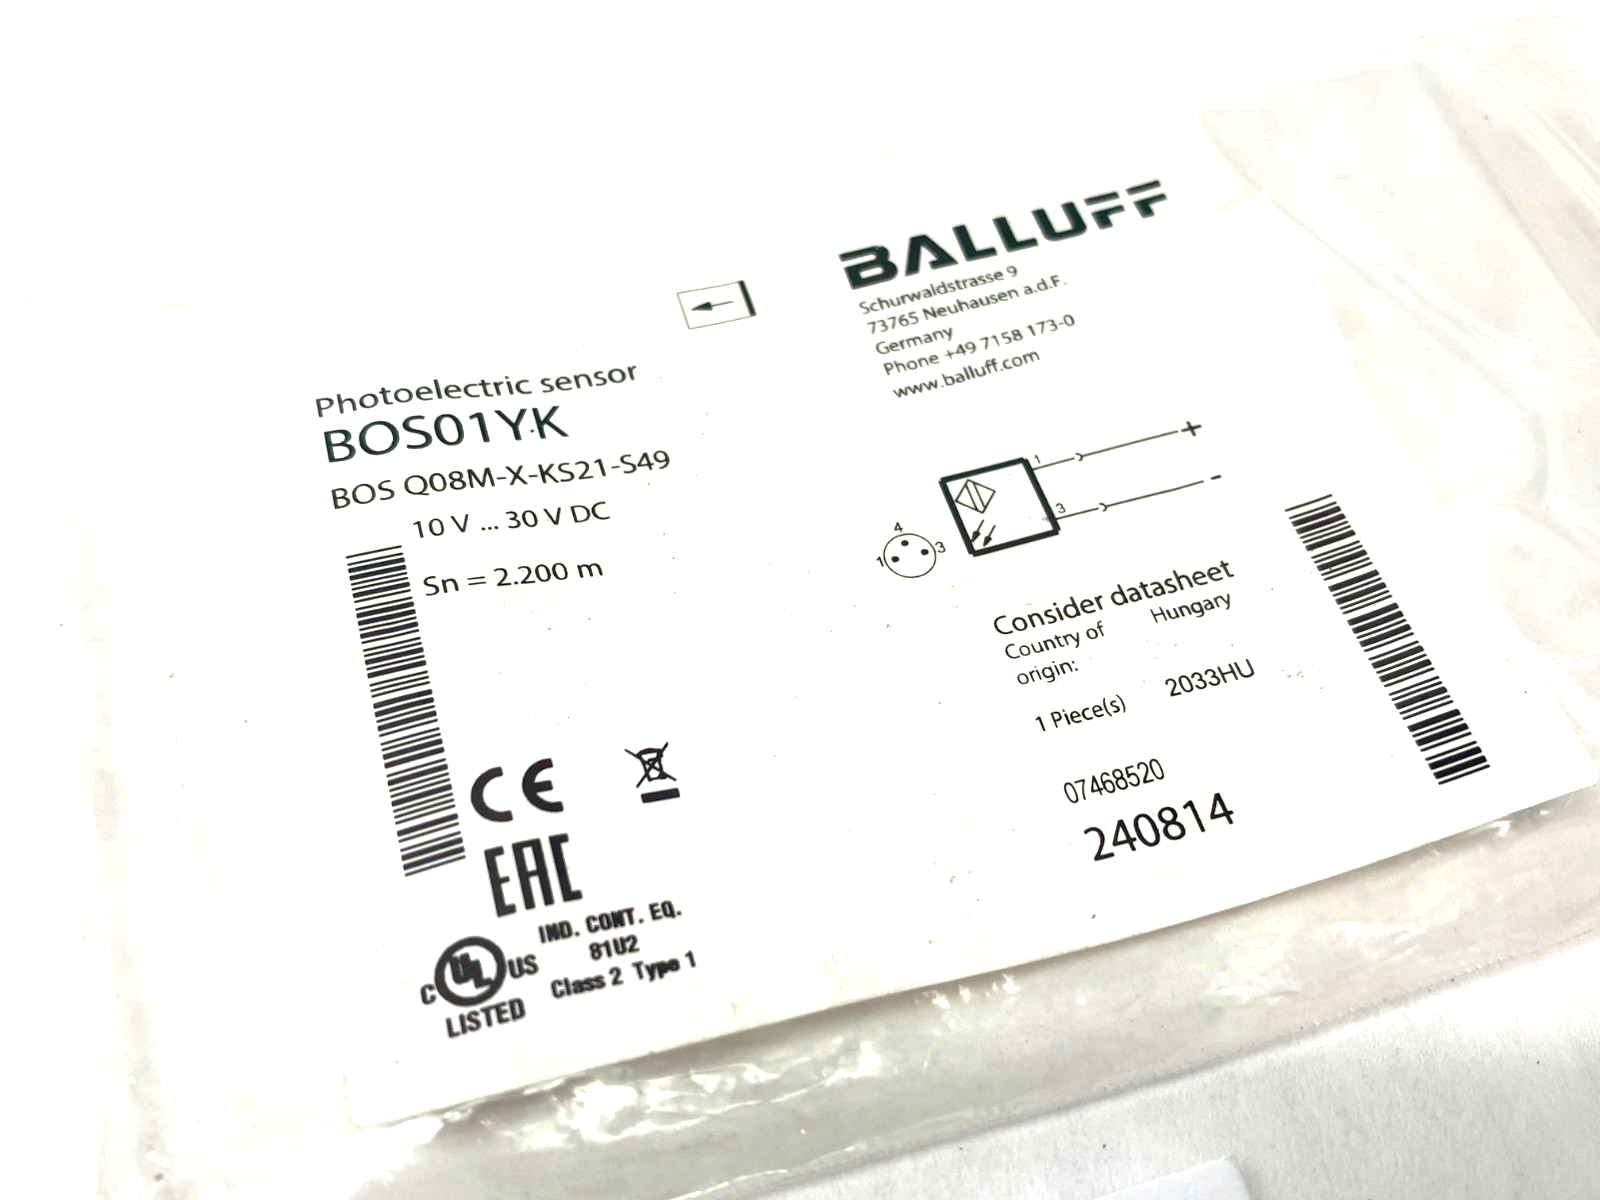 BALLUFF
Schurwaldstrasse 9
73765 Neuhausen a.d.F.
Germany
Phone +49 7158 173-0
www.balluff.com
Photoelectric sensor
BOS01YK
BOS Q08M-X-KS21-S49
10 V ... 30 V DC
Sn = 2.200 m
1
+
3
-
4
1
3
Consider datasheet
Country of Hungary
origin:
1 Piece(s) 2033HU
07468520
240814
CE
EAC
C UL US
LISTED
IND. CONT. EQ.
81U2
Class 2 Type 1